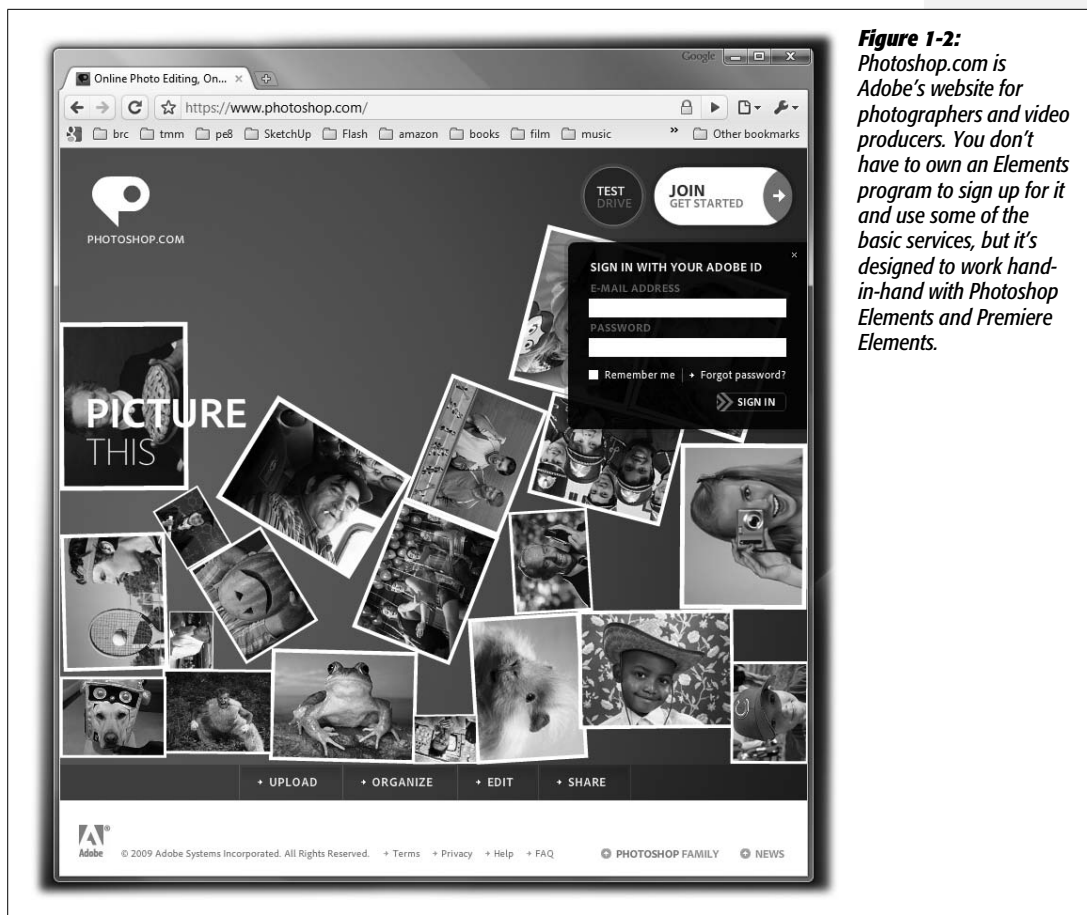 Google
Online Photo Editing, On...
https://www.photoshop.com/
brc tmm pe8 SketchUp Flash amazon books film music » Other bookmarks
PHOTOSHOP.COM
TEST
DRIVE
JOIN
GET STARTED
SIGN IN WITH YOUR ADOBE ID
E-MAIL ADDRESS
PASSWORD
Remember me | Forgot password?
SIGN IN
PICTURE
THIS
UPLOAD ORGANIZE EDIT SHARE
Adobe
© 2009 Adobe Systems Incorporated. All Rights Reserved. Terms Privacy Help FAQ PHOTOSHOP FAMILY NEWS
Figure 1-2:
Photoshop.com is
Adobe's website for
photographers and video
producers. You don't
have to own an Elements
program to sign up for it
and use some of the
basic services, but it's
designed to work hand-
in-hand with Photoshop
Elements and Premiere
Elements.